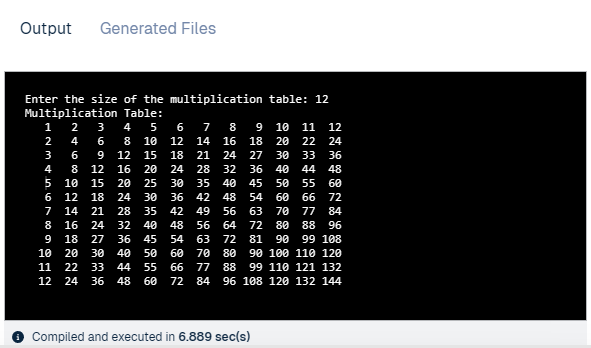 Output Generated Files
Enter the size of the multiplication table: 12
Multiplication Table:
1 2 3 4 5 6 7 8 9 10 11 12
2 4 6 8 10 12 14 16 18 20 22 24
3 6 9 12 15 18 21 24 27 30 33 36
4 8 12 16 20 24 28 32 36 40 44 48
5 10 15 20 25 30 35 40 45 50 55 60
6 12 18 24 30 36 42 48 54 60 66 72
7 14 21 28 35 42 49 56 63 70 77 84
8 16 24 32 40 48 56 64 72 80 88 96
9 18 27 36 45 54 63 72 81 90 99 108
10 20 30 40 50 60 70 80 90 100 110 120
11 22 33 44 55 66 77 88 99 110 121 132
12 24 36 48 60 72 84 96 108 120 132 144
Compiled and executed in 6.889 sec(s)